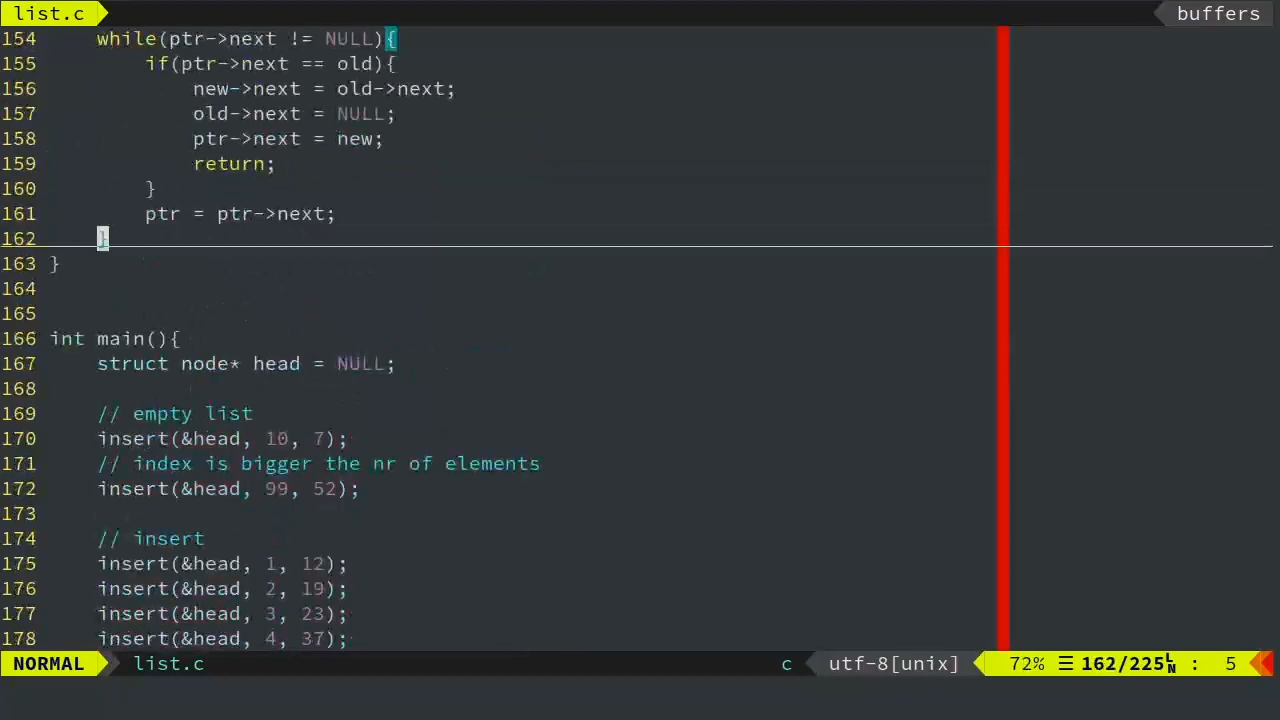 list.c buffers
154     while(ptr->next != NULL){
155         if(ptr->next == old){
156             new->next = old->next;
157             old->next = NULL;
158             ptr->next = new;
159             return;
160         }
161         ptr = ptr->next;
162     }
163 }
164
165
166 int main(){
167     struct node* head = NULL;
168
169     // empty list
170     insert(&head, 10, 7);
171     // index is bigger the nr of elements
172     insert(&head, 99, 52);
173
174     // insert
175     insert(&head, 1, 12);
176     insert(&head, 2, 19);
177     insert(&head, 3, 23);
178     insert(&head, 4, 37);
NORMAL list.c c utf-8[unix] 72% ☰ 162/225 LN : 5